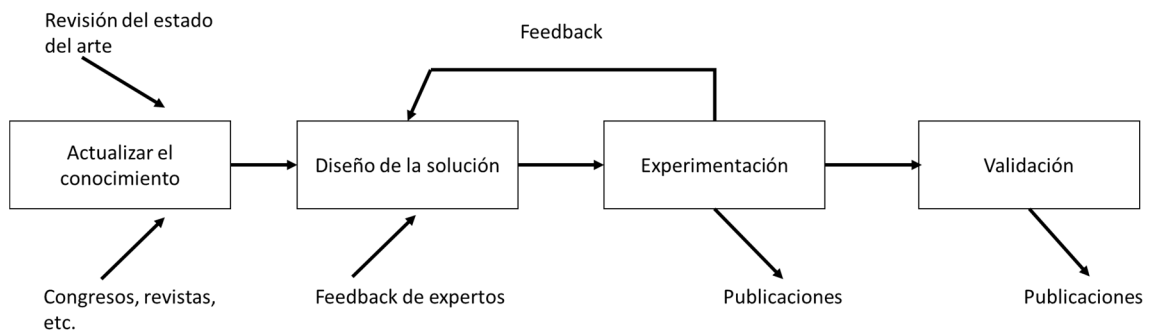 Revisión del estado
del arte
Feedback
Actualizar el
conocimiento
Diseño de la solución
Experimentación
Validación
Congresos, revistas,
etc.
Feedback de expertos
Publicaciones
Publicaciones